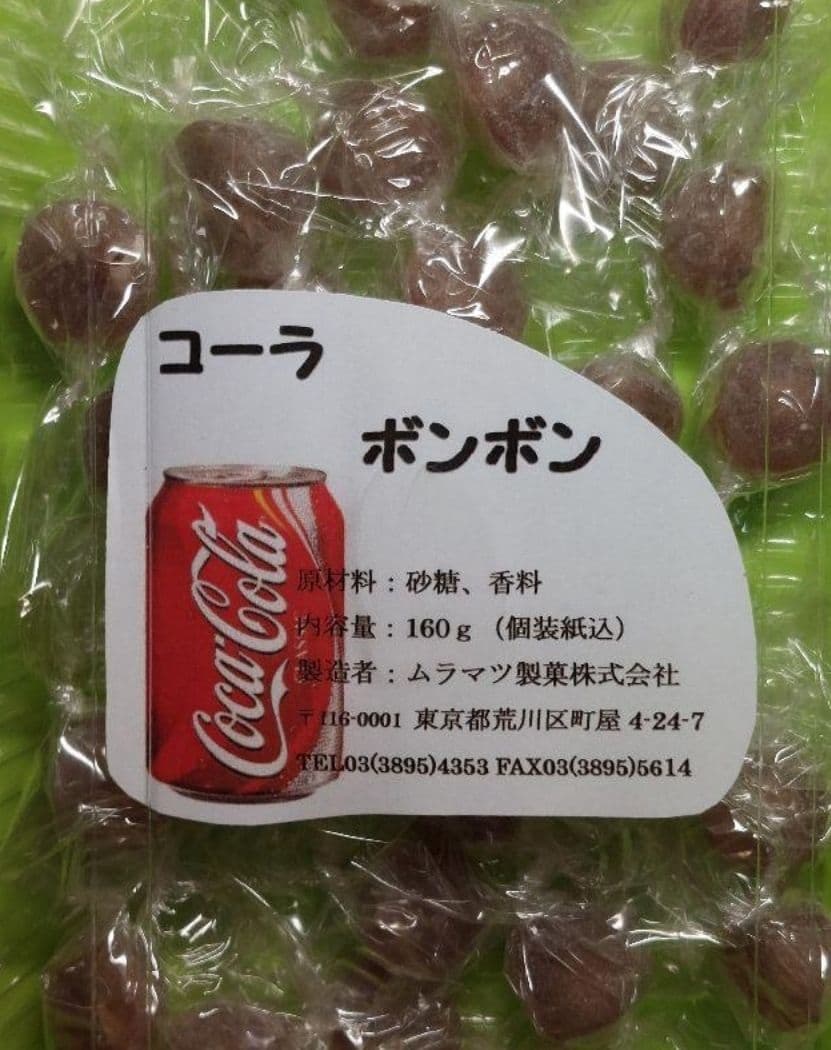 コーラ
ボンボン
Coca-Cola
原材料：砂糖、香料
内容量：160ｇ（個装紙込）
製造者：ムラマツ製菓株式会社
〒116-0001 東京都荒川区町屋 4-24-7
TEL03(3895)4353 FAX03(3895)5614